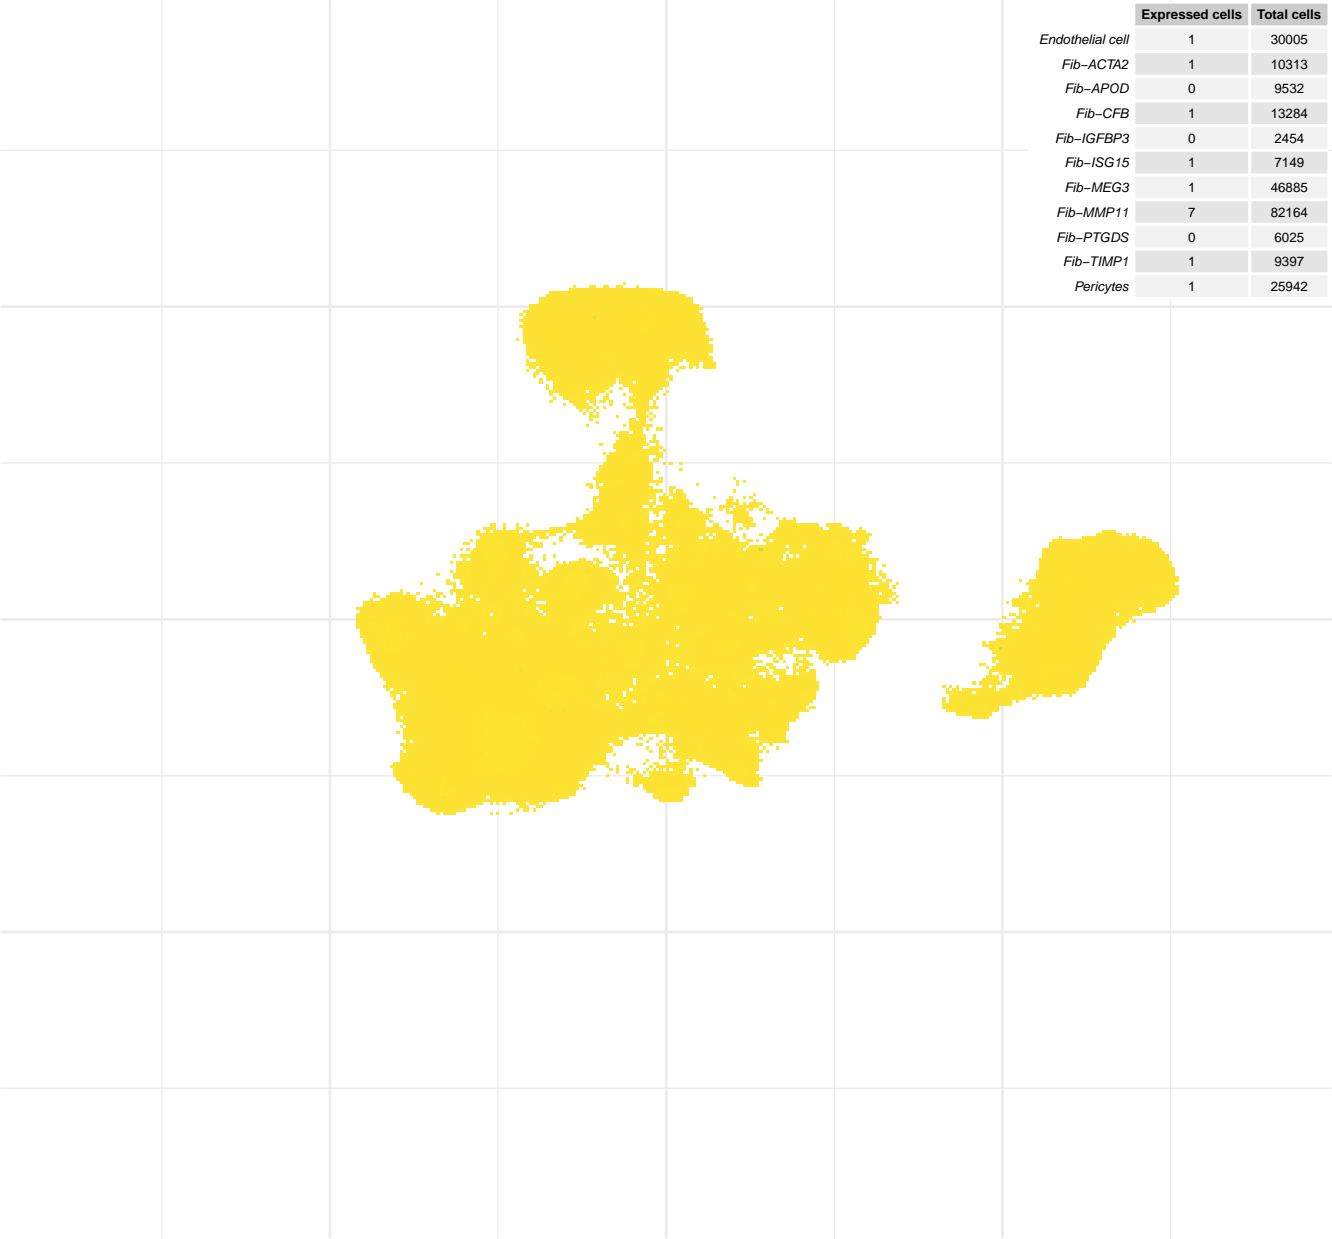 Expressed cells Total cells
Endothelial cell 1 30005
Fib−ACTA2 1 10313
Fib−APOD 0 9532
Fib−CFB 1 13284
Fib−IGFBP3 0 2454
Fib−ISG15 1 7149
Fib−MEG3 1 46885
Fib−MMP11 7 82164
Fib−PTGDS 0 6025
Fib−TIMP1 1 9397
Pericytes 1 25942